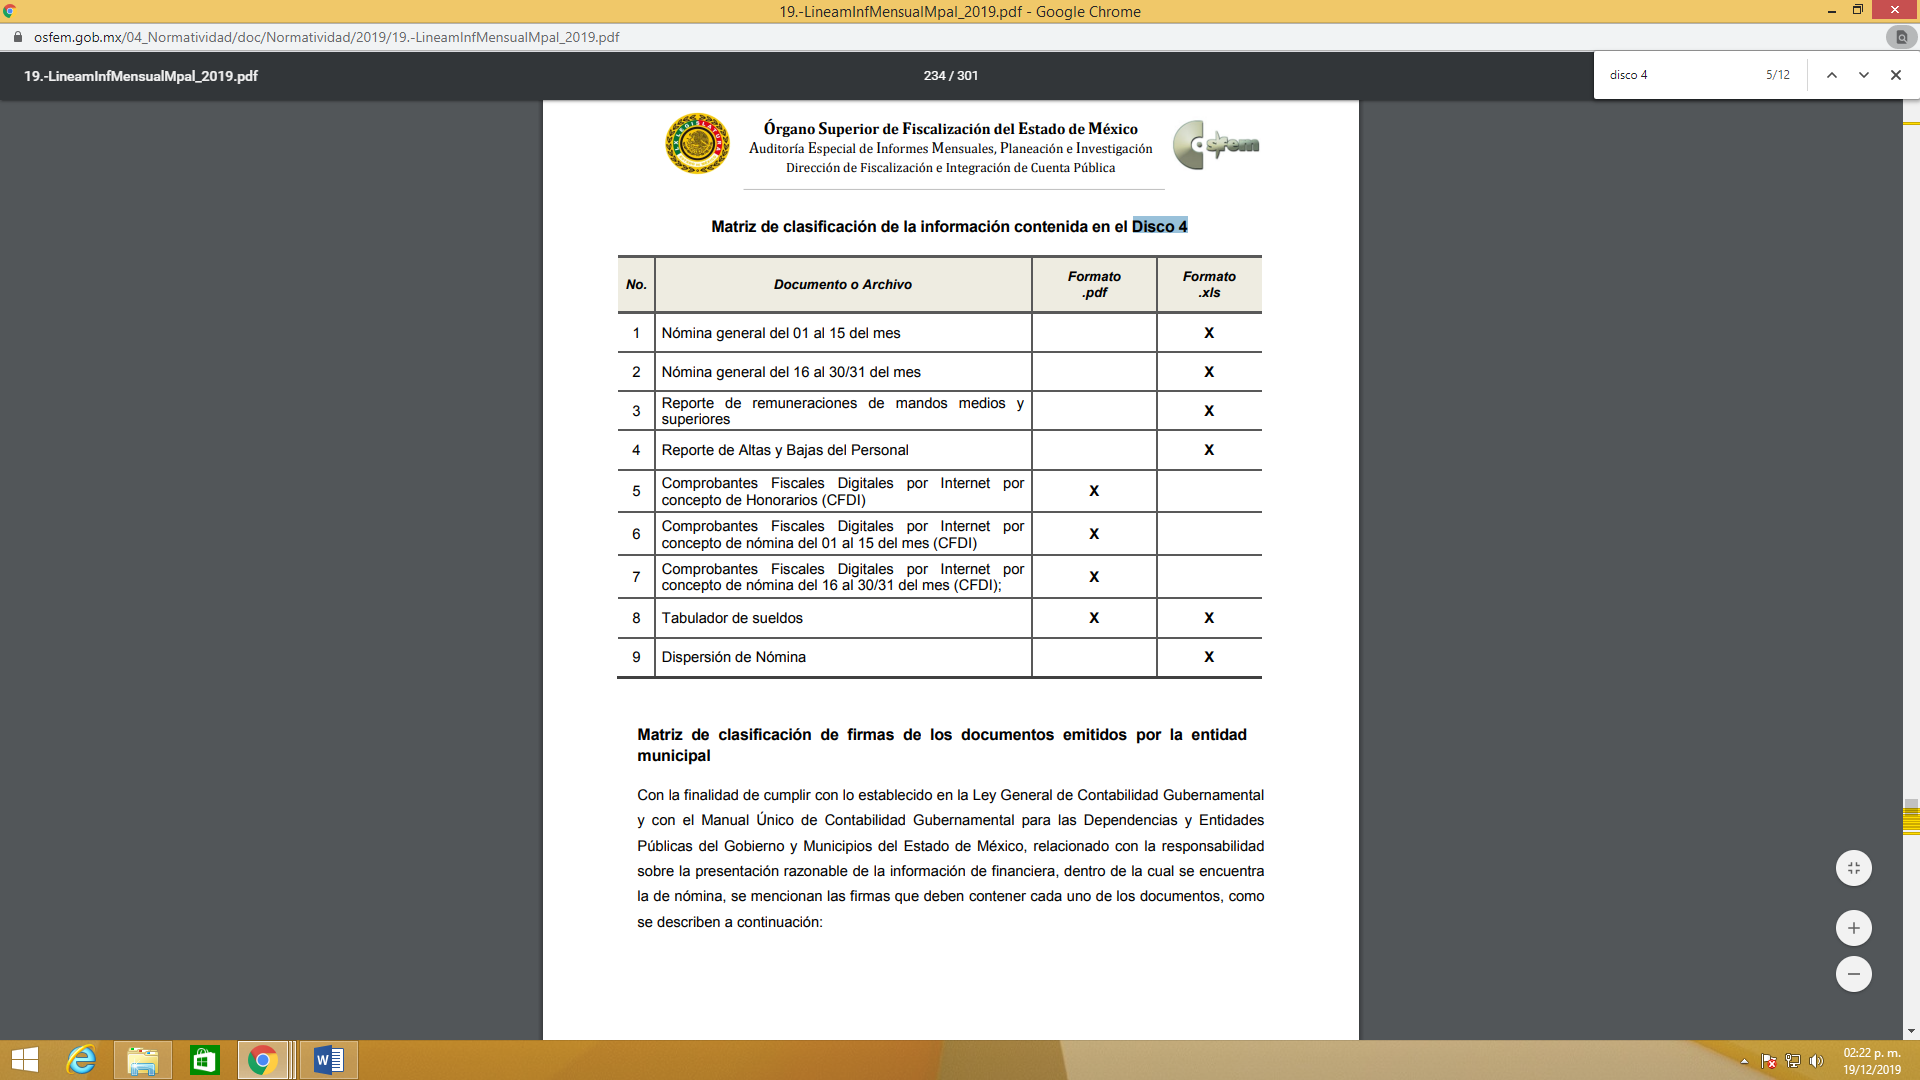 19.-LineamInfMensualMpal_2019.pdf - Google Chrome
osfem.gob.mx/04_Normatividad/doc/Normatividad/2019/19.-LineamInfMensualMpal_2019.pdf
19.-LineamInfMensualMpal_2019.pdf
234 / 301
disco 4
5/12
Órgano Superior de Fiscalización del Estado de México
Auditoría Especial de Informes Mensuales, Planeación e Investigación
Dirección de Fiscalización e Integración de Cuenta Pública
osfem
Matriz de clasificación de la información contenida en el Disco 4
No. Documento o Archivo Formato .pdf Formato .xls
1 Nómina general del 01 al 15 del mes X
2 Nómina general del 16 al 30/31 del mes X
3 Reporte de remuneraciones de mandos medios y
superiores X
4 Reporte de Altas y Bajas del Personal X
5 Comprobantes Fiscales Digitales por Internet por
concepto de Honorarios (CFDI) X
6 Comprobantes Fiscales Digitales por Internet por
concepto de nómina del 01 al 15 del mes (CFDI) X
7 Comprobantes Fiscales Digitales por Internet por
concepto de nómina del 16 al 30/31 del mes (CFDI); X
8 Tabulador de sueldos X X
9 Dispersión de Nómina X
Matriz de clasificación de firmas de los documentos emitidos por la entidad
municipal
Con la finalidad de cumplir con lo establecido en la Ley General de Contabilidad Gubernamental
y con el Manual Único de Contabilidad Gubernamental para las Dependencias y Entidades
Públicas del Gobierno y Municipios del Estado de México, relacionado con la responsabilidad
sobre la presentación razonable de la información de financiera, dentro de la cual se encuentra
la de nómina, se mencionan las firmas que deben contener cada uno de los documentos, como
se describen a continuación:
02:22 p. m.
19/12/2019